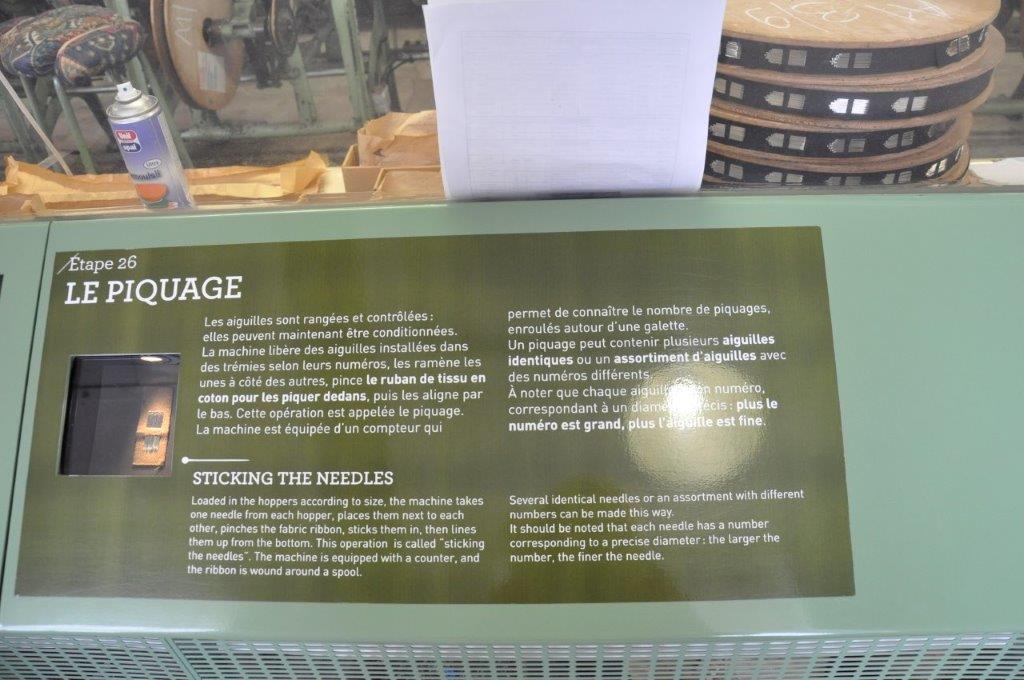 Étape 26
LE PIQUAGE
Les aiguilles sont rangées et contrôlées :
elles peuvent maintenant être conditionnées.
La machine libère des aiguilles installées dans
des trémies selon leurs numéros, les ramène les
unes à côté des autres, pince le ruban de tissu en
coton pour les piquer dedans, puis les aligne par
le bas. Cette opération est appelée le piquage.
La machine est équipée d'un compteur qui
permet de connaître le nombre de piquages,
enroulés autour d'une galette.
Un piquage peut contenir plusieurs aiguilles
identiques ou un assortiment d'aiguilles avec
des numéros différents.
À noter que chaque numéro,
correspondant à un : plus le
numéro est grand, plus l'aiguille est fine.
STICKING THE NEEDLES
Loaded in the hoppers according to size, the machine takes
one needle from each hopper, places them next to each
other, pinches the fabric ribbon, sticks them in, then lines
them up from the bottom. This operation is called "sticking
the needles". The machine is equipped with a counter, and
the ribbon is wound around a spool.
Several identical needles or an assortment with different
numbers can be made this way.
It should be noted that each needle has a number
corresponding to a precise diameter : the larger the
number, the finer the needle.